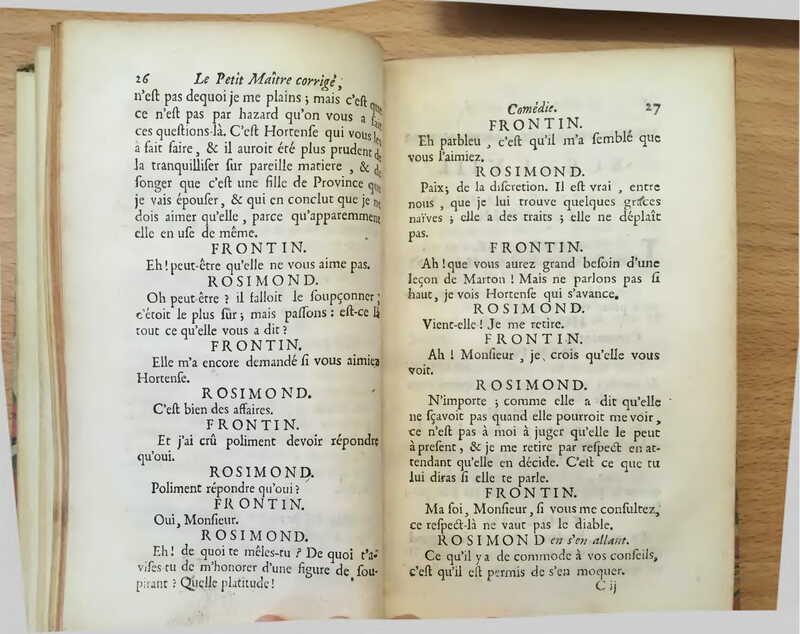 26 Le Petit Maître corrigé,
n'eſt pas dequoi je me plains ; mais c'eſt que
ce n'eſt pas par hazard qu'on vous a fait
ces queſtions-là. C'eſt Hortenſe qui vous les
a fait faire, & il auroit été plus prudent de
la tranquilliſer ſur pareille matiere, & de
ſonger que c'eſt une fille de Province que
je vais épouſer, & qui en conclut que je ne
dois aimer qu'elle, parce qu'apparemment
elle en uſe de même.
FRONTIN.
Eh ! peut-être qu'elle ne vous aime pas.
ROSIMOND.
Oh peut-être ? il falloit le ſoupçonner ;
c'étoit le plus ſûr ; mais paſſons : eſt-ce là
tout ce qu'elle vous a dit ?
FRONTIN.
Elle m'a encore demandé ſi vous aimiez
Hortenſe.
ROSIMOND.
C'eſt bien des affaires.
FRONTIN.
Et j'ai crû poliment devoir répondre
qu'oui.
ROSIMOND.
Poliment répondre qu'oui ?
FRONTIN.
Oui, Monſieur.
ROSIMOND.
Eh ! de quoi te mêles-tu ? De quoi t'a-
viſes-tu de m'honorer d'une figure de ſou-
pirant ? Quelle platitude !
Comédie. 27
FRONTIN.
Eh parbleu, c'eſt qu'il m'a ſemblé que
vous l'aimiez.
ROSIMOND.
Paix ; de la diſcretion. Il eſt vrai, entre
nous, que je lui trouve quelques graces
naïves ; elle a des traits ; elle ne déplaît
pas.
FRONTIN.
Ah ! que vous aurez grand beſoin d'une
leçon de Marton ! Mais ne parlons pas ſi
haut, je vois Hortenſe qui s'avance.
ROSIMOND.
Vient-elle ! Je me retire.
FRONTIN.
Ah ! Monſieur, je crois qu'elle vous
voit.
ROSIMOND.
N'importe ; comme elle a dit qu'elle
ne ſçavoit pas quand elle pourroit me voir,
ce n'eſt pas à moi à juger qu'elle le peut
à preſent, & je me retire par reſpect en at-
tendant qu'elle en décide. C'eſt ce que tu
lui diras ſi elle te parle.
FRONTIN.
Ma foi, Monſieur, ſi vous me conſultez,
ce reſpect-là ne vaut pas le diable.
ROSIMOND en s'en allant.
Ce qu'il y a de commode à vos conſeils,
c'eſt qu'il eſt permis de s'en moquer.
C ij